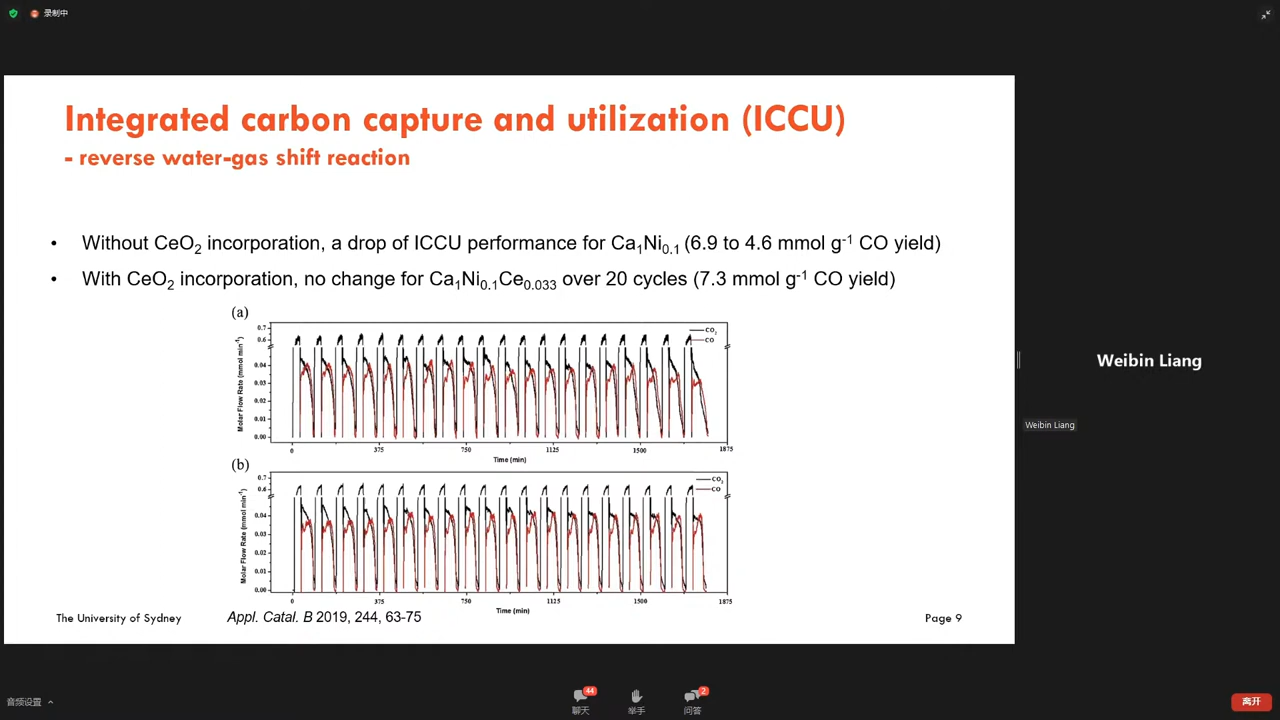 录制中
Integrated carbon capture and utilization (ICCU)
- reverse water-gas shift reaction
• Without CeO₂ incorporation, a drop of ICCU performance for Ca₁Ni₀.₁ (6.9 to 4.6 mmol g⁻¹ CO yield)
• With CeO₂ incorporation, no change for Ca₁Ni₀.₁Ce₀.₀₃₃ over 20 cycles (7.3 mmol g⁻¹ CO yield)
(a)
Molar Flow Rate (mmol min⁻¹)
0.7
0.6
0.04
0.03
0.02
0.01
0.00
CO₂
CO
0 375 750 1125 1500 1875
Time (min)
(b)
Molar Flow Rate (mmol min⁻¹)
0.7
0.6
0.04
0.03
0.02
0.01
0.00
CO₂
CO
0 375 750 1125 1500 1875
Time (min)
The University of Sydney
Appl. Catal. B 2019, 244, 63-75
Page 9
Weibin Liang
Weibin Liang
音频设置
44
聊天
举手
2
问答
离开